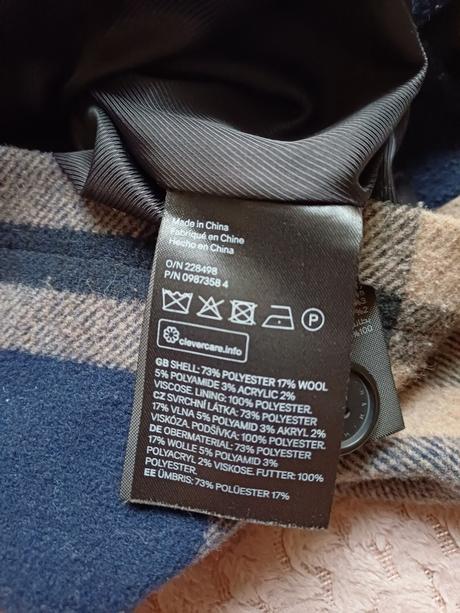 Made in China
Fabriqué en Chine
Hecho en China
O/N 228498
P/N 0987358 4
P
clevercare.info
GB SHELL: 73% POLYESTER 17% WOOL
5% POLYAMIDE 3% ACRYLIC 2%
VISCOSE. LINING: 100% POLYESTER.
CZ SVRCHNÍ LÁTKA: 73% POLYESTER
17% VLNA 5% POLYAMID 3% AKRYL 2%
VISKÓZA. PODŠÍVKA: 100% POLYESTER.
DE OBERMATERIAL: 73% POLYESTER
17% WOLLE 5% POLYAMID 3%
POLYACRYL 2% VISKOSE. FUTTER: 100%
POLYESTER.
EE ÜMBRIS: 73% POLÜESTER 17%